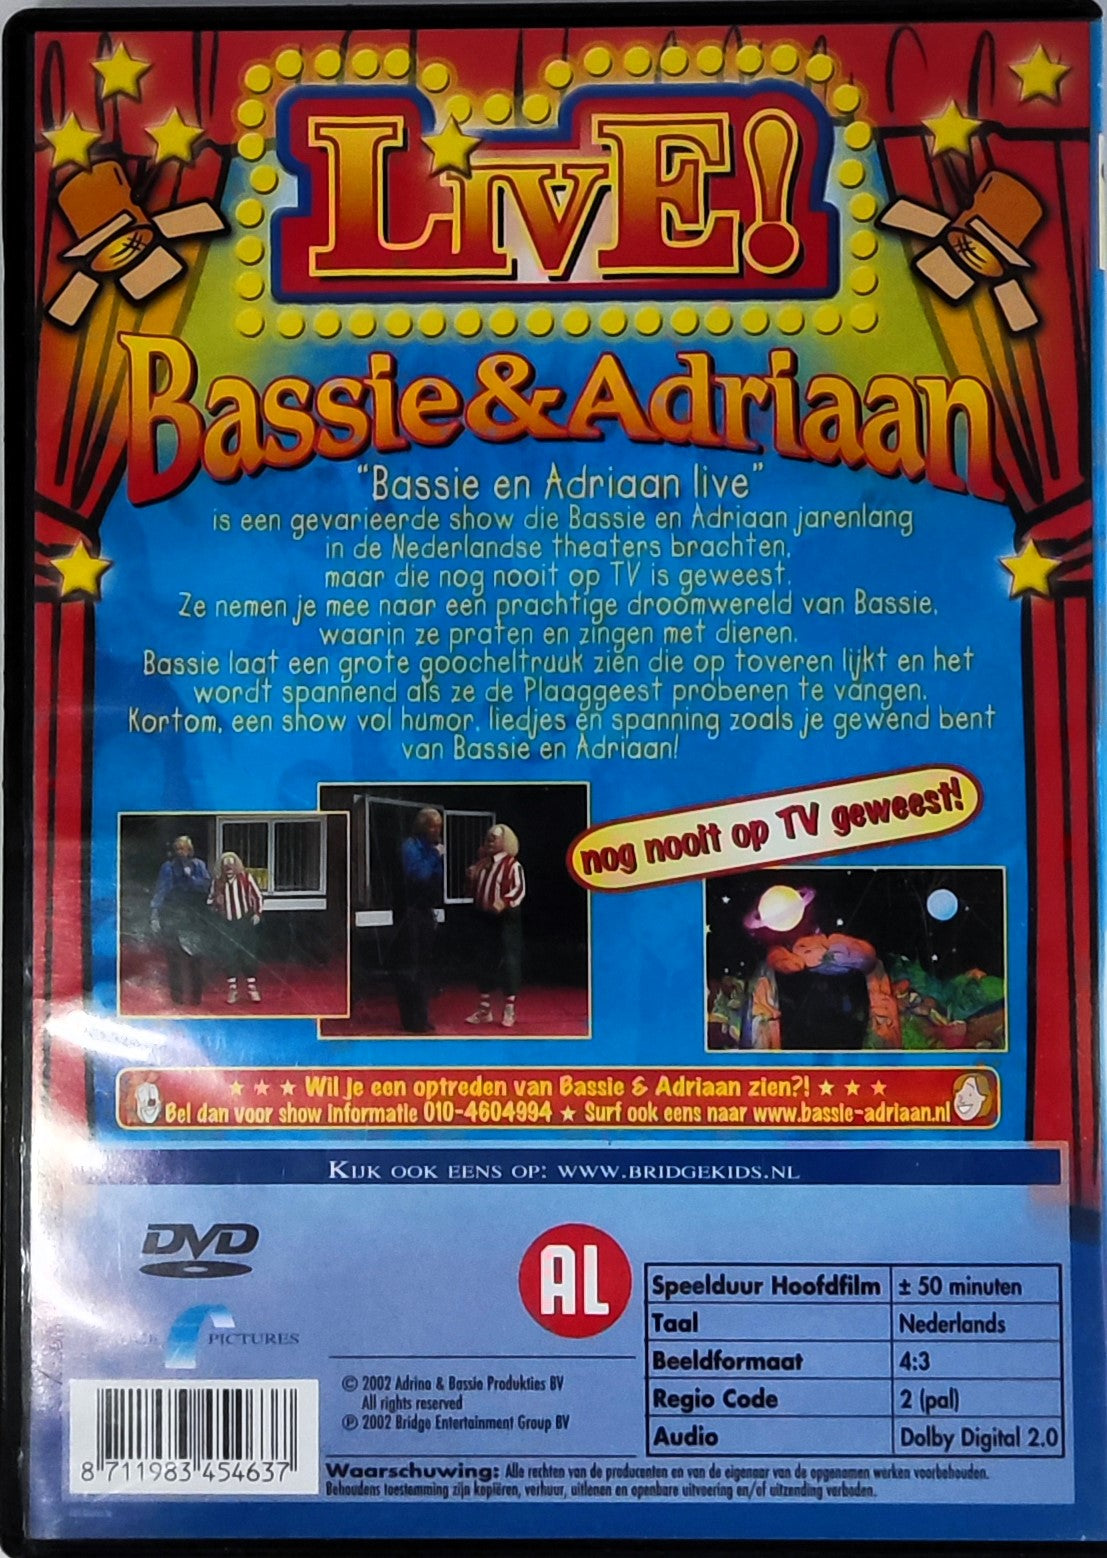 LIVE!
Bassie & Adriaan
"Bassie en Adriaan live"
is een gevarieerde show die Bassie en Adriaan jarenlang
in de Nederlandse theaters brachten,
maar die nog nooit op TV is geweest.
Ze nemen je mee naar een prachtige droomwereld van Bassie,
waarin ze praten en zingen met dieren.
Bassie laat een grote goocheltruuk zien die op toveren lijkt en het
wordt spannend als ze de Plaaggeest proberen te vangen.
Kortom, een show vol humor, liedjes en spanning zoals je gewend bent
van Bassie en Adriaan!
nog nooit op TV geweest!
Wil je een optreden van Bassie & Adriaan zien?!
Bel dan voor show informatie 010-4604994 ★ Surf ook eens naar www.bassie-adriaan.nl
KIJK OOK EENS OP: WWW.BRIDGEKIDS.NL
DVD
PICTURES
AL
Speelduur Hoofdfilm ± 50 minuten
Taal Nederlands
Beeldformaat 4:3
Regio Code 2 (pal)
Audio Dolby Digital 2.0
© 2002 Adrina & Bassie Produkties BV
All rights reserved
℗ 2002 Bridge Entertainment Group BV
8 711983 454637
Waarschuwing: Alle rechten van de producenten en van de eigenaar van de opgenomen werken voorbehouden.
Behoudens toestemming zijn kopiëren, verhuur, uitlenen en openbare uitvoering en/of uitzending verboden.